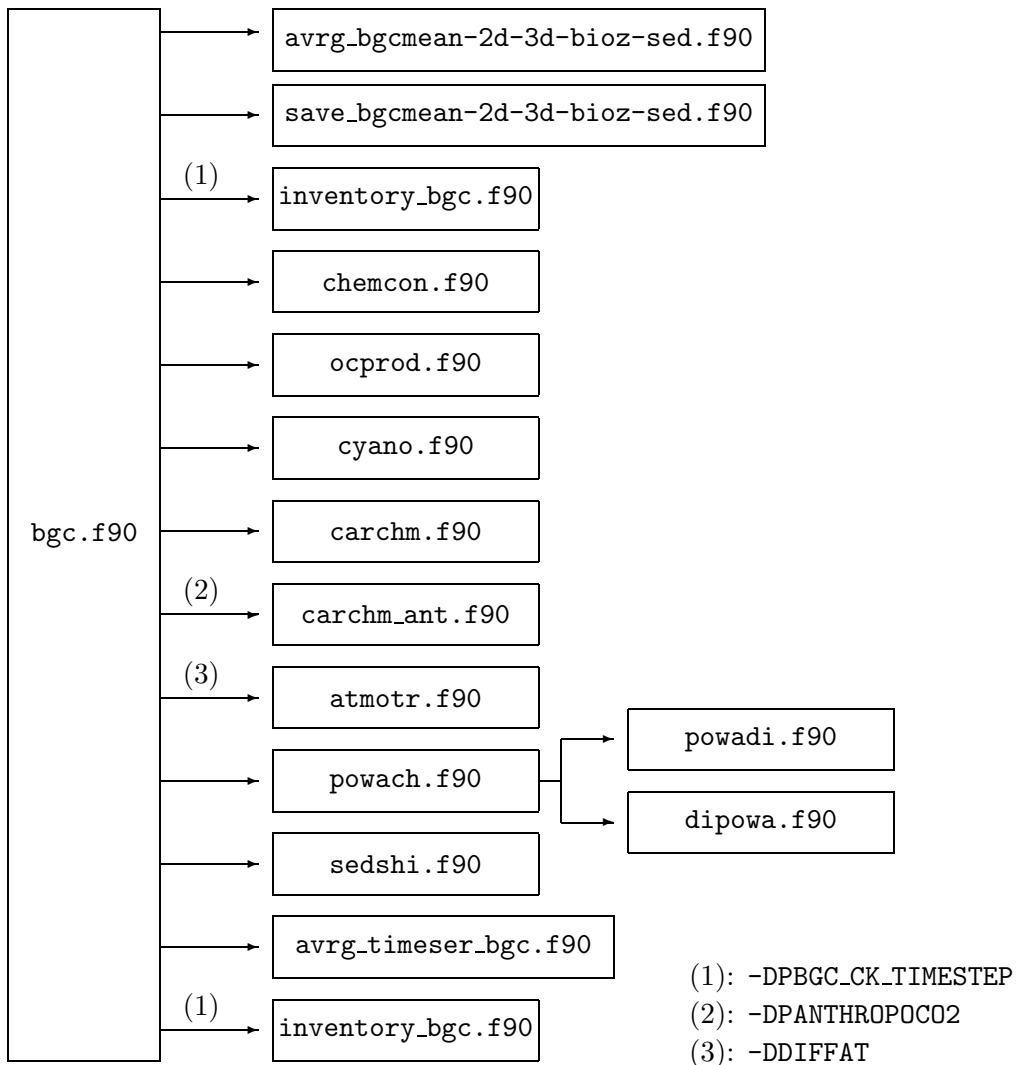 avrg_bgcmean-2d-3d-bioz-sed.f90
save_bgcmean-2d-3d-bioz-sed.f90
(1)
inventory_bgc.f90
chemcon.f90
ocprod.f90
cyano.f90
bgc.f90
carchm.f90
(2)
carchm_ant.f90
(3)
atmotr.f90
powadi.f90
powach.f90
dipowa.f90
sedshi.f90
avrg_timeser_bgc.f90
(1)
inventory_bgc.f90
(1): -DPBGC_CK_TIMESTEP
(2): -DPANTHROPOCO2
(3): -DDIFFAT